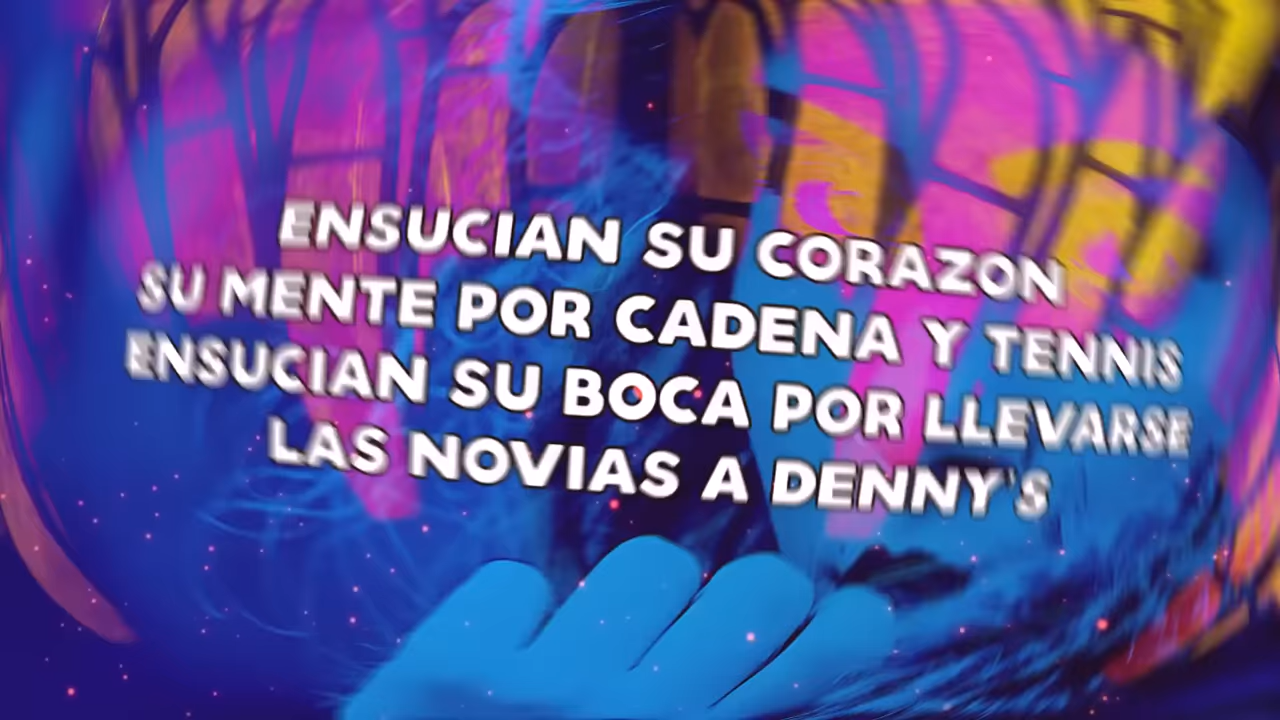 ENSUCIAN SU CORAZON
SU MENTE POR CADENA Y TENNIS
ENSUCIAN SU BOCA POR LLEVARSE
LAS NOVIAS A DENNY'S